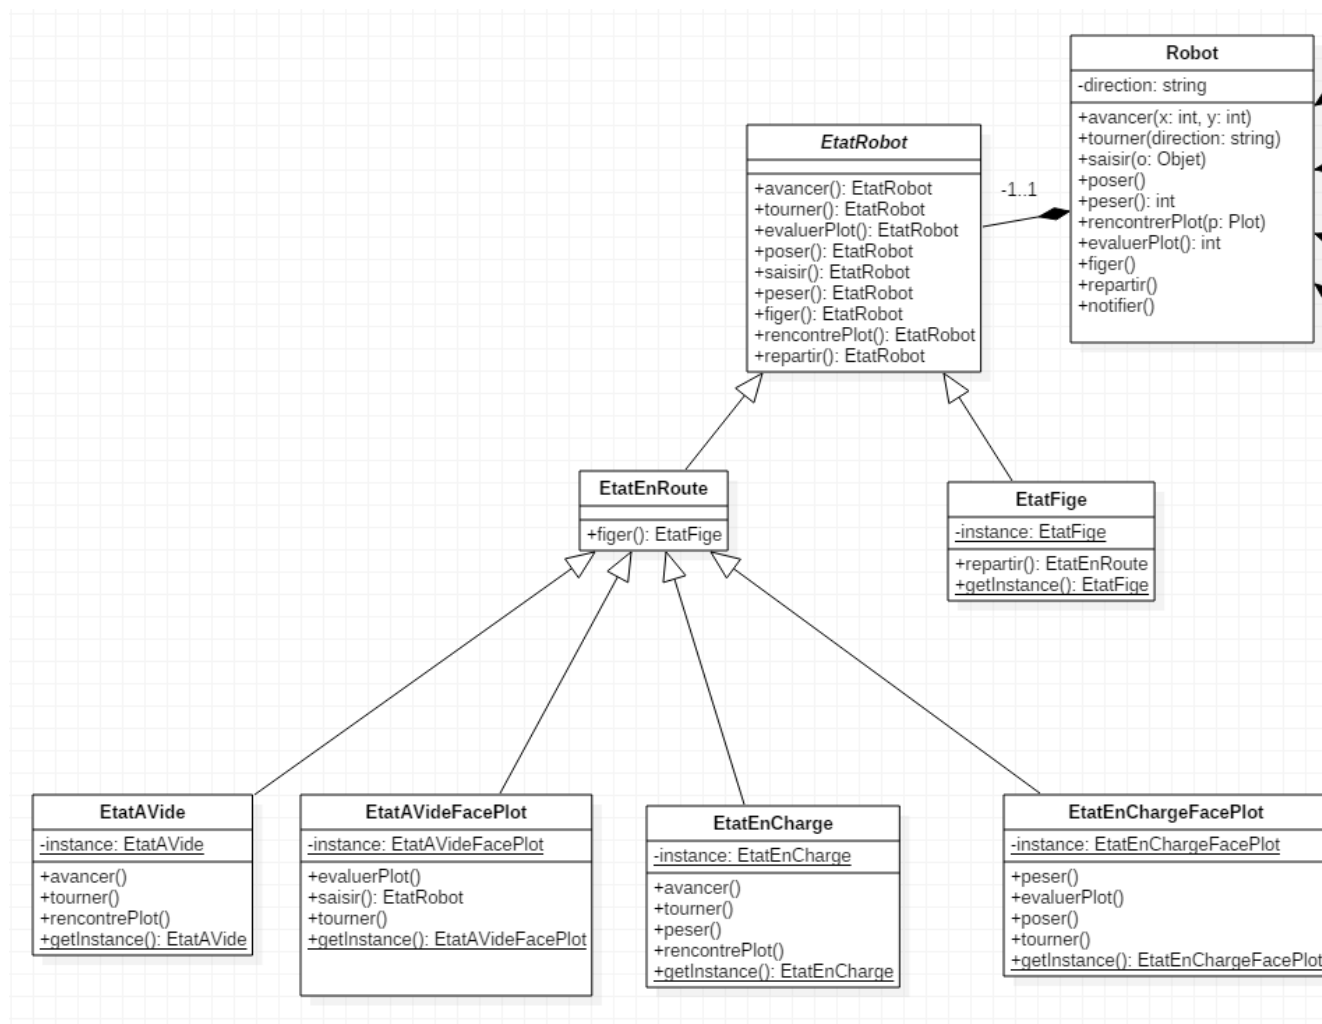 Robot
-direction: string
+avancer(x: int, y: int)
+tourner(direction: string)
+saisir(o: Objet)
+poser()
+peser(): int
+rencontrerPlot(p: Plot)
+evaluerPlot(): int
+figer()
+repartir()
+notifier()
-1..1
EtatRobot
+avancer(): EtatRobot
+tourner(): EtatRobot
+evaluerPlot(): EtatRobot
+poser(): EtatRobot
+saisir(): EtatRobot
+peser(): EtatRobot
+figer(): EtatRobot
+rencontrePlot(): EtatRobot
+repartir(): EtatRobot
EtatEnRoute
+figer(): EtatFige
EtatFige
-instance: EtatFige
+repartir(): EtatEnRoute
+getInstance(): EtatFige
EtatAVide
-instance: EtatAVide
+avancer()
+tourner()
+rencontrePlot()
+getInstance(): EtatAVide
EtatAVideFacePlot
-instance: EtatAVideFacePlot
+evaluerPlot()
+saisir(): EtatRobot
+tourner()
+getInstance(): EtatAVideFacePlot
EtatEnCharge
-instance: EtatEnCharge
+avancer()
+tourner()
+peser()
+rencontrePlot()
+getInstance(): EtatEnCharge
EtatEnChargeFacePlot
-instance: EtatEnChargeFacePlot
+peser()
+evaluerPlot()
+poser()
+tourner()
+getInstance(): EtatEnChargeFacePlot